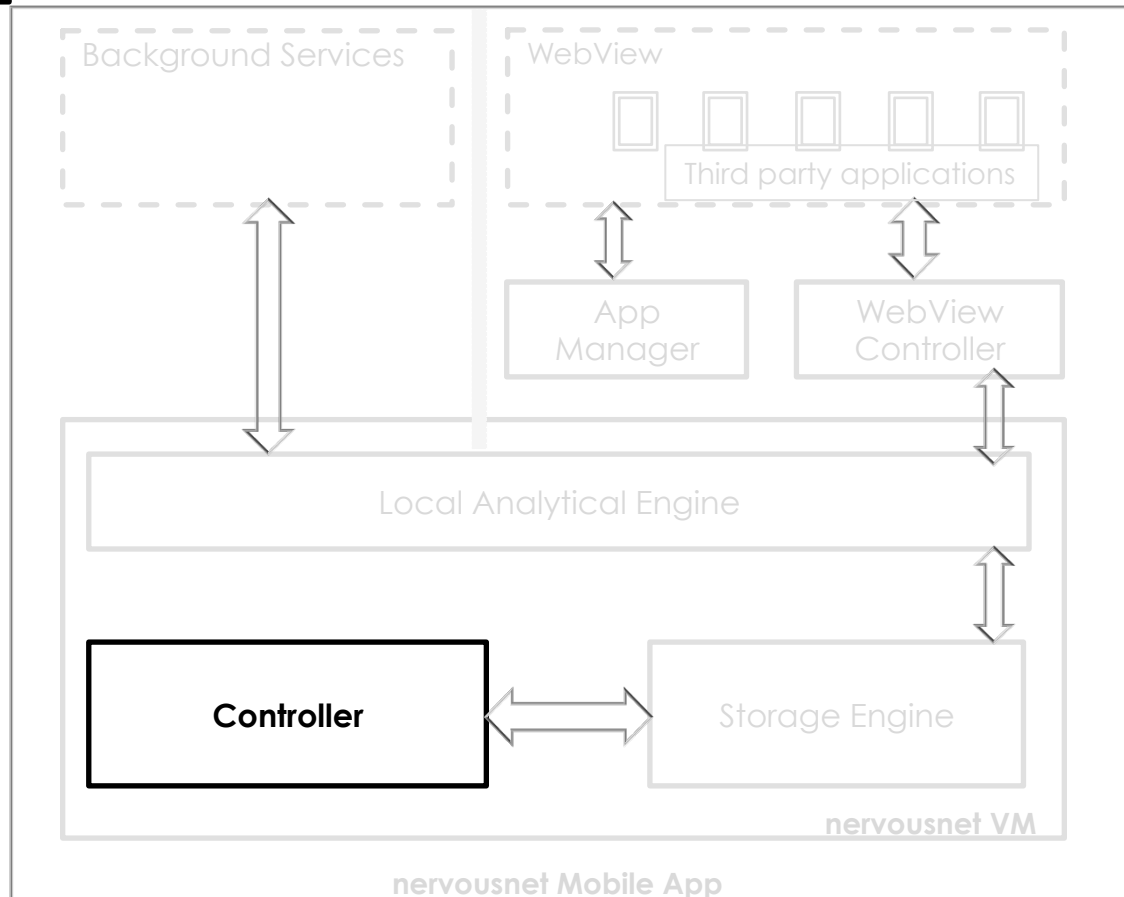 Background Services
WebView
Third party applications
App
Manager
WebView
Controller
Local Analytical Engine
Controller
Storage Engine
nervousnet VM
nervousnet Mobile App